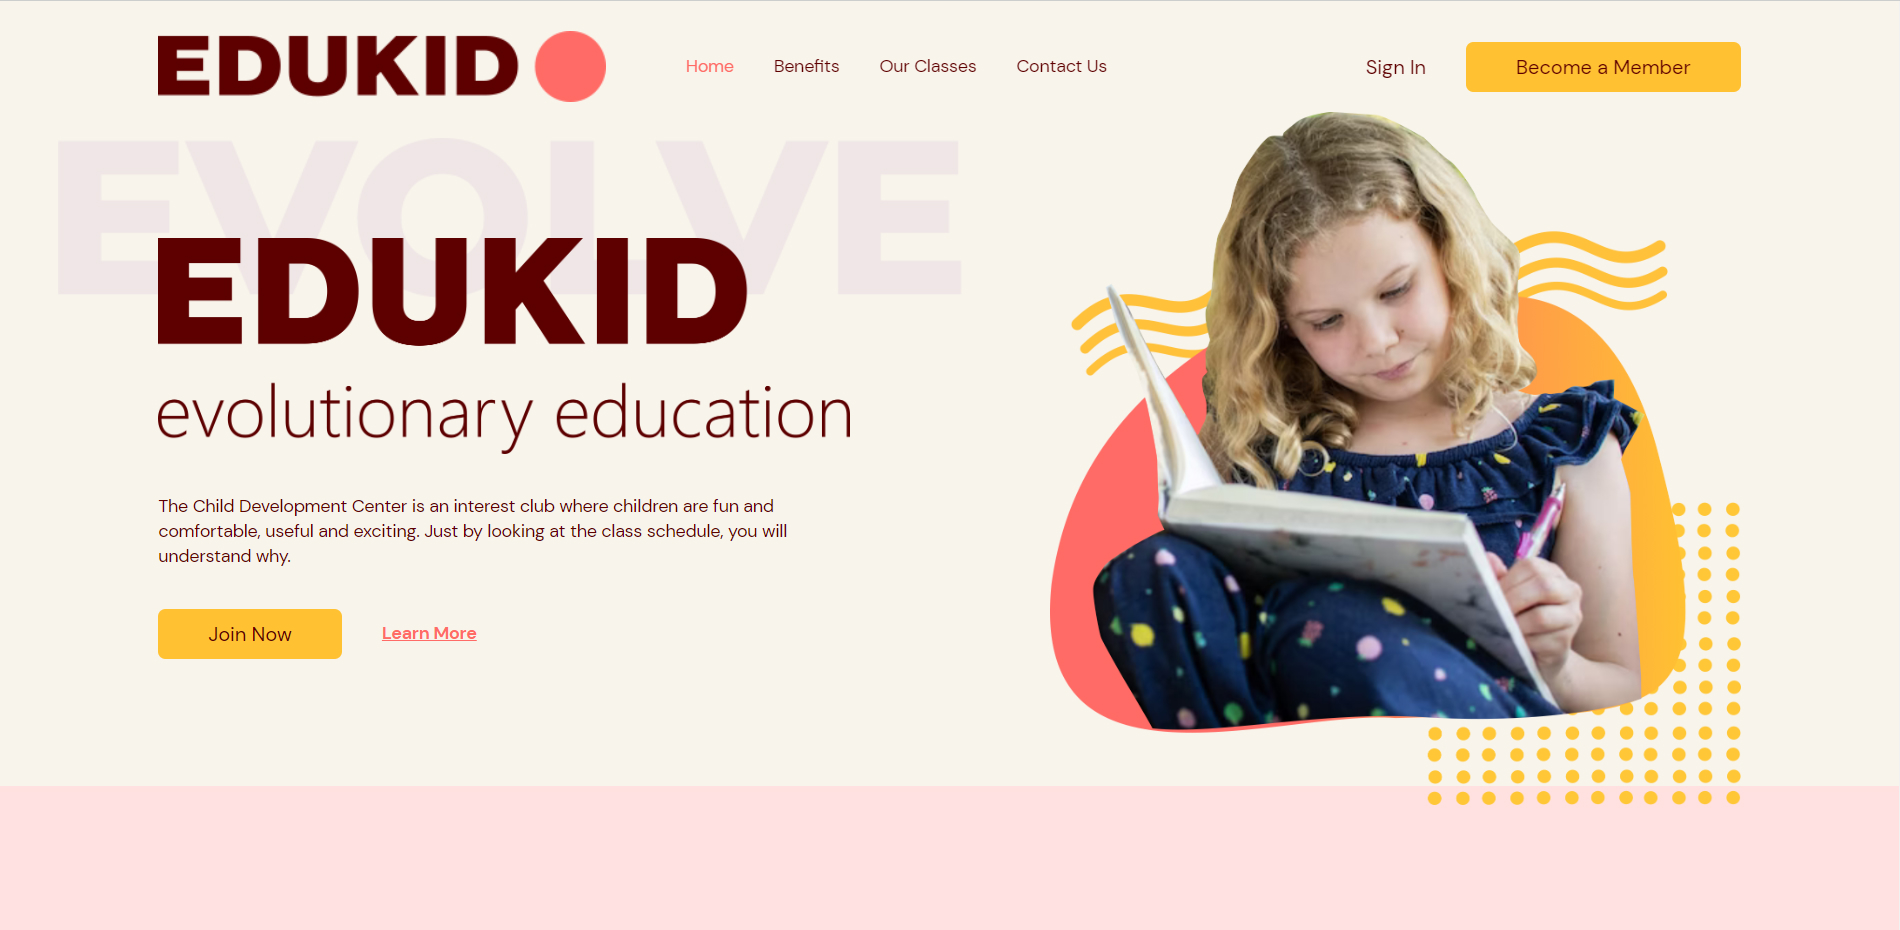 EDUKID
Home Benefits Our Classes Contact Us
Sign In
Become a Member
EVOLVE
EDUKID
evolutionary education
The Child Development Center is an interest club where children are fun and
comfortable, useful and exciting. Just by looking at the class schedule, you will
understand why.
Join Now
Learn More